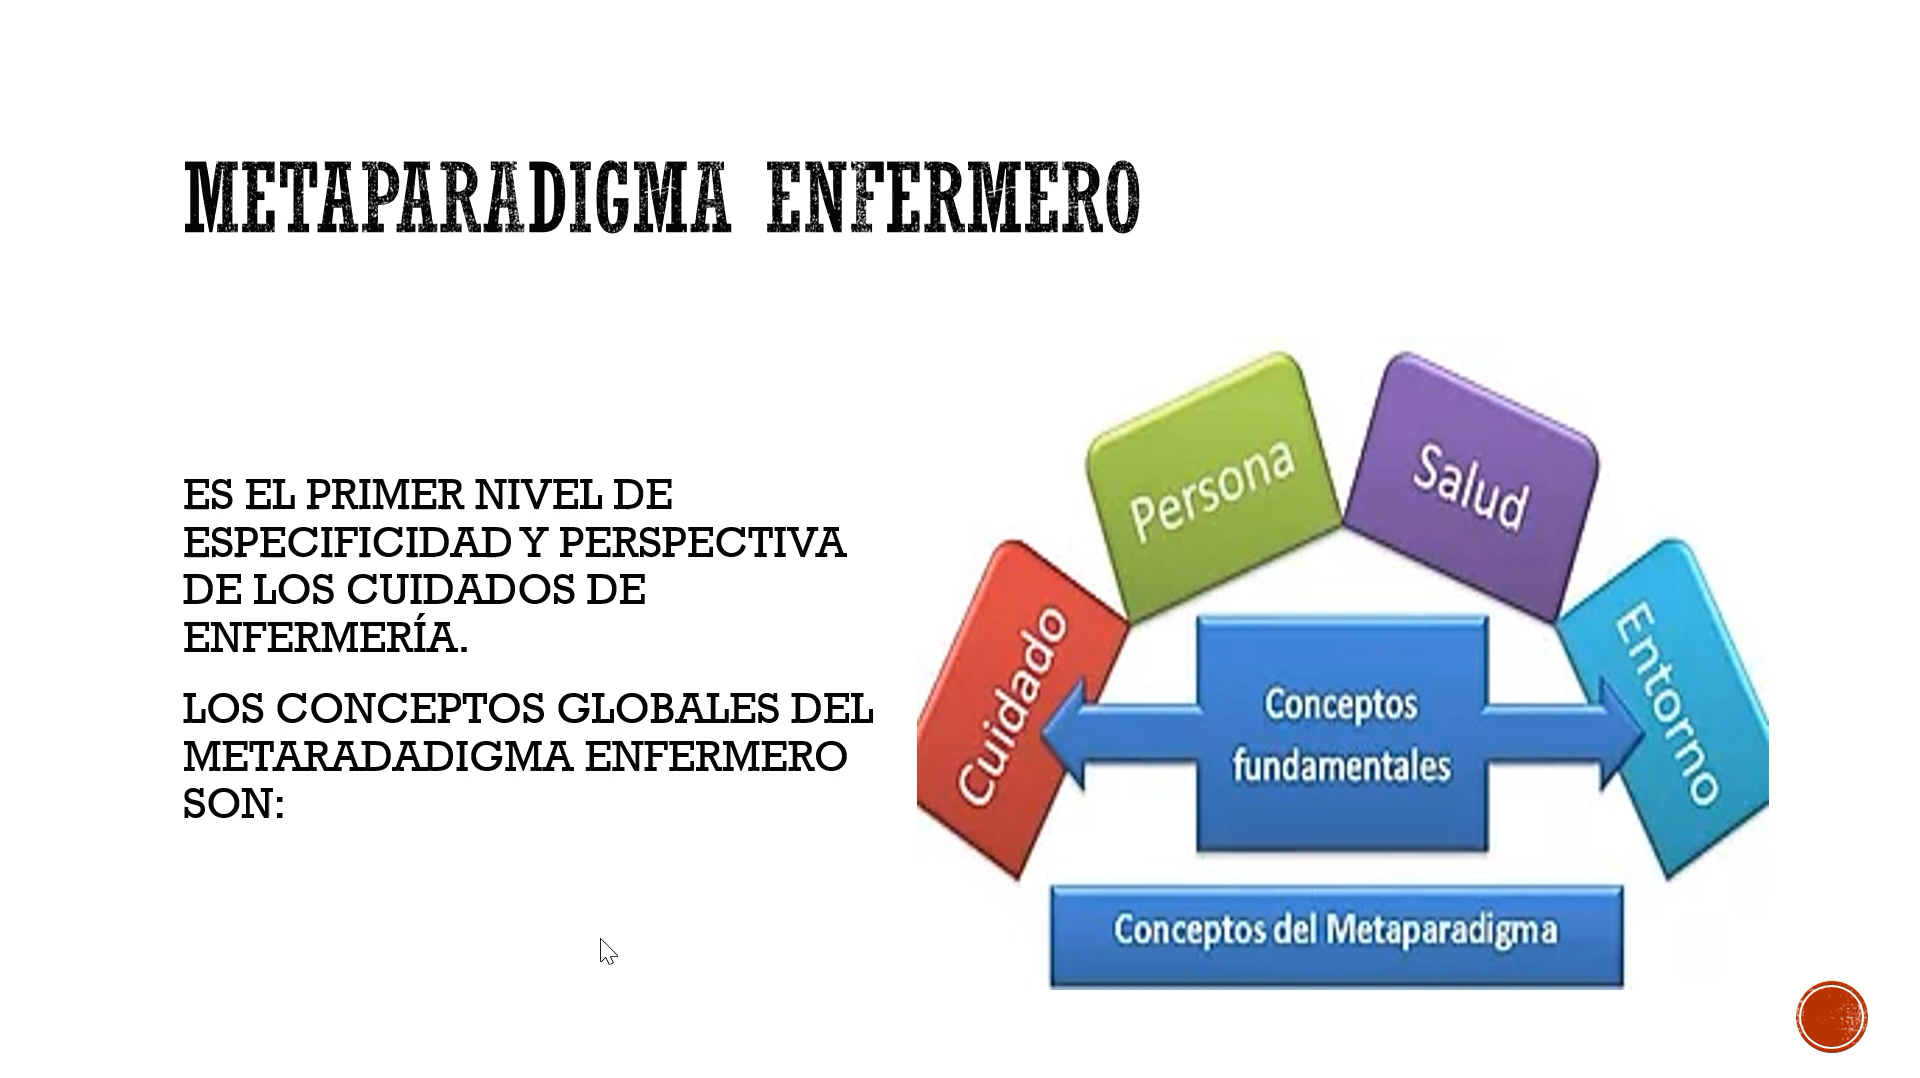 METAPARADIGMA ENFERMERO
ES EL PRIMER NIVEL DE
ESPECIFICIDAD Y PERSPECTIVA
DE LOS CUIDADOS DE
ENFERMERÍA.
LOS CONCEPTOS GLOBALES DEL
METARADADIGMA ENFERMERO
SON:
Cuidado
Persona
Salud
Entorno
Conceptos
fundamentales
Conceptos del Metaparadigma